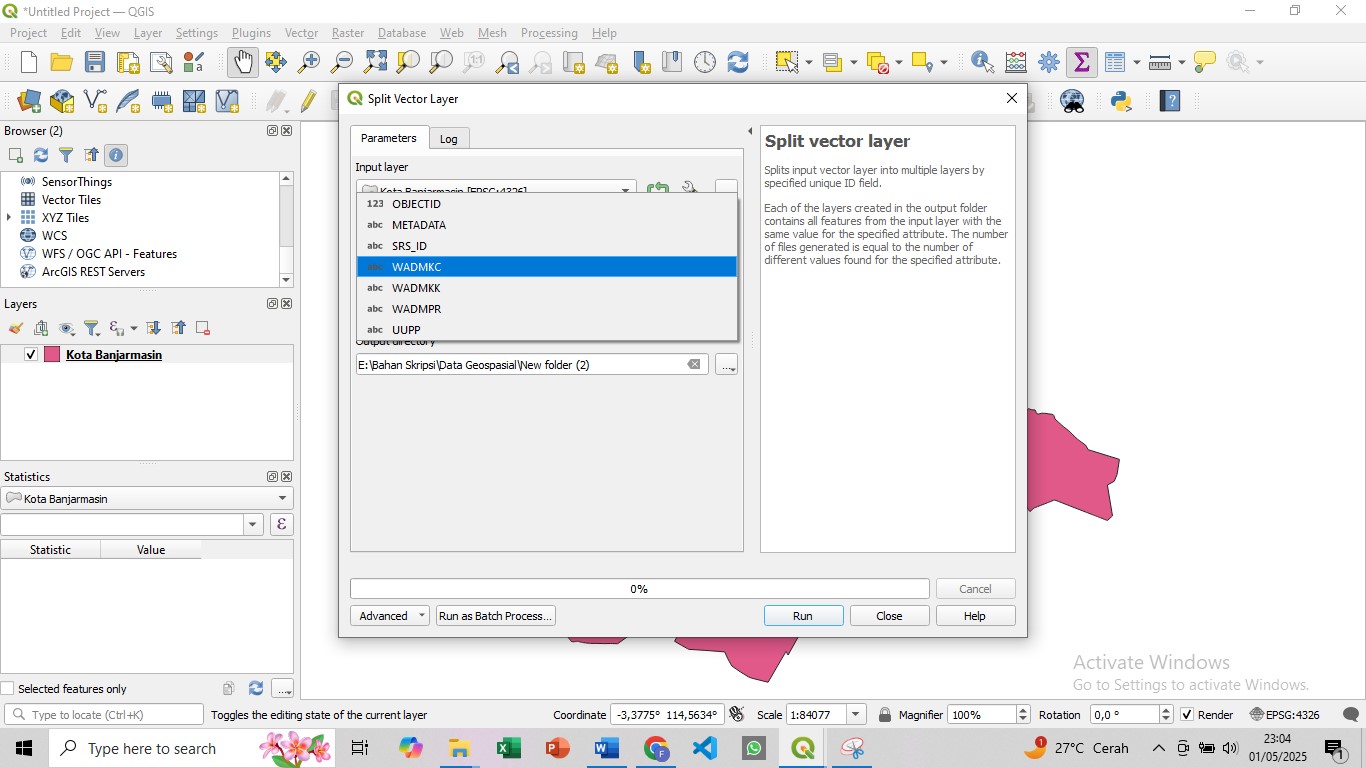 *Untitled Project — QGIS
Project Edit View Layer Settings Plugins Vector Raster Database Web Mesh Processing Help
Browser (2)
SensorThings
Vector Tiles
XYZ Tiles
WCS
WFS / OGC API - Features
ArcGIS REST Servers
Layers
Kota Banjarmasin
Statistics
Kota Banjarmasin
Statistic Value
Selected features only
Split Vector Layer
Parameters Log
Input layer
Kota Banjarmasin [EPSG:4326]
123 OBJECTID
abc METADATA
abc SRS_ID
abc WADMKC
abc WADMKK
abc WADMPR
abc UUPP
Output directory
E:\Bahan Skripsi\Data Geospasial\New folder (2)
Split vector layer
Splits input vector layer into multiple layers by
specified unique ID field.
Each of the layers created in the output folder
contains all features from the input layer with the
same value for the specified attribute. The number
of files generated is equal to the number of
different values found for the specified attribute.
0%
Cancel
Advanced Run as Batch Process... Run Close Help
Activate Windows
Go to Settings to activate Windows.
Type to locate (Ctrl+K) Toggles the editing state of the current layer Coordinate -3,3775° 114,5634° Scale 1:84077 Magnifier 100% Rotation 0,0 ° Render EPSG:4326
Type here to search 1 27°C Cerah 23:04
01/05/2025 1